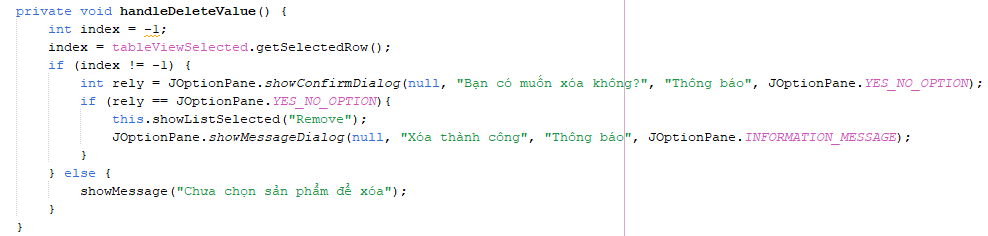 private void handleDeleteValue() {
    int index = -1;
    index = tableViewSelected.getSelectedRow();
    if (index != -1) {
        int rely = JOptionPane.showConfirmDialog(null, "Bạn có muốn xóa không?", "Thông báo", JOptionPane.YES_NO_OPTION);
        if (rely == JOptionPane.YES_NO_OPTION){
            this.showListSelected("Remove");
            JOptionPane.showMessageDialog(null, "Xóa thành công", "Thông báo", JOptionPane.INFORMATION_MESSAGE);
        }
    } else {
        showMessage("Chưa chọn sản phẩm để xóa");
    }
}